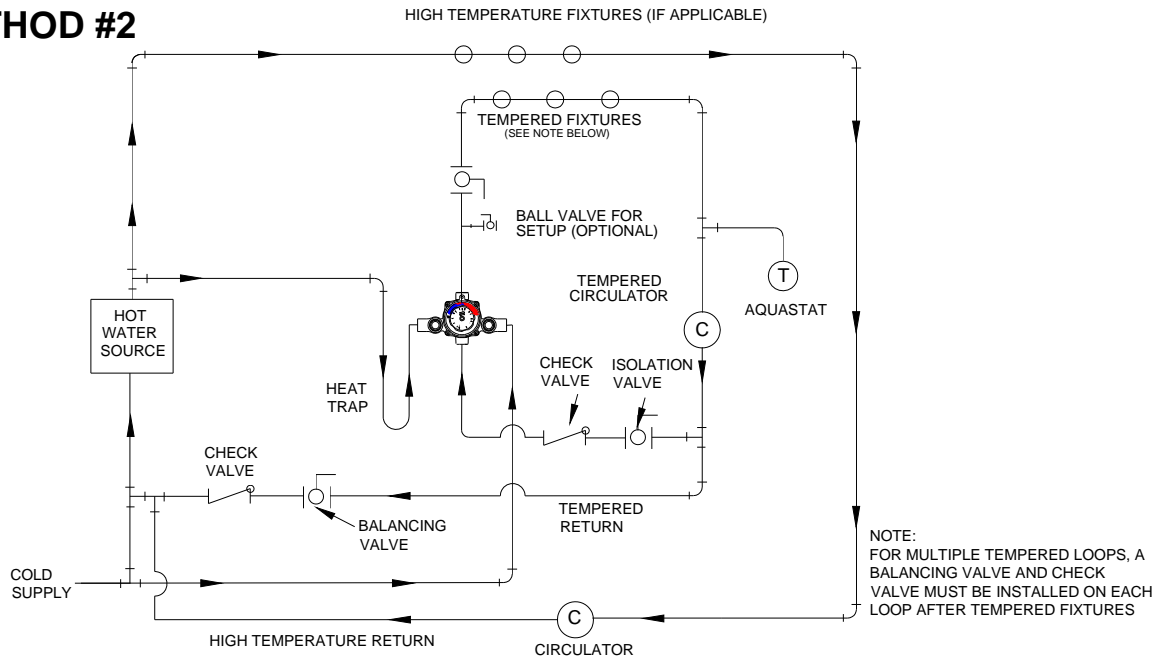 THOD #2
HIGH TEMPERATURE FIXTURES (IF APPLICABLE)
TEMPERED FIXTURES
(SEE NOTE BELOW)
BALL VALVE FOR
SETUP (OPTIONAL)
TEMPERED
CIRCULATOR
T
AQUASTAT
HOT
WATER
SOURCE
C
HEAT
TRAP
CHECK
VALVE
ISOLATION
VALVE
CHECK
VALVE
BALANCING
VALVE
TEMPERED
RETURN
COLD
SUPPLY
NOTE:
FOR MULTIPLE TEMPERED LOOPS, A
BALANCING VALVE AND CHECK
VALVE MUST BE INSTALLED ON EACH
LOOP AFTER TEMPERED FIXTURES
HIGH TEMPERATURE RETURN
C
CIRCULATOR